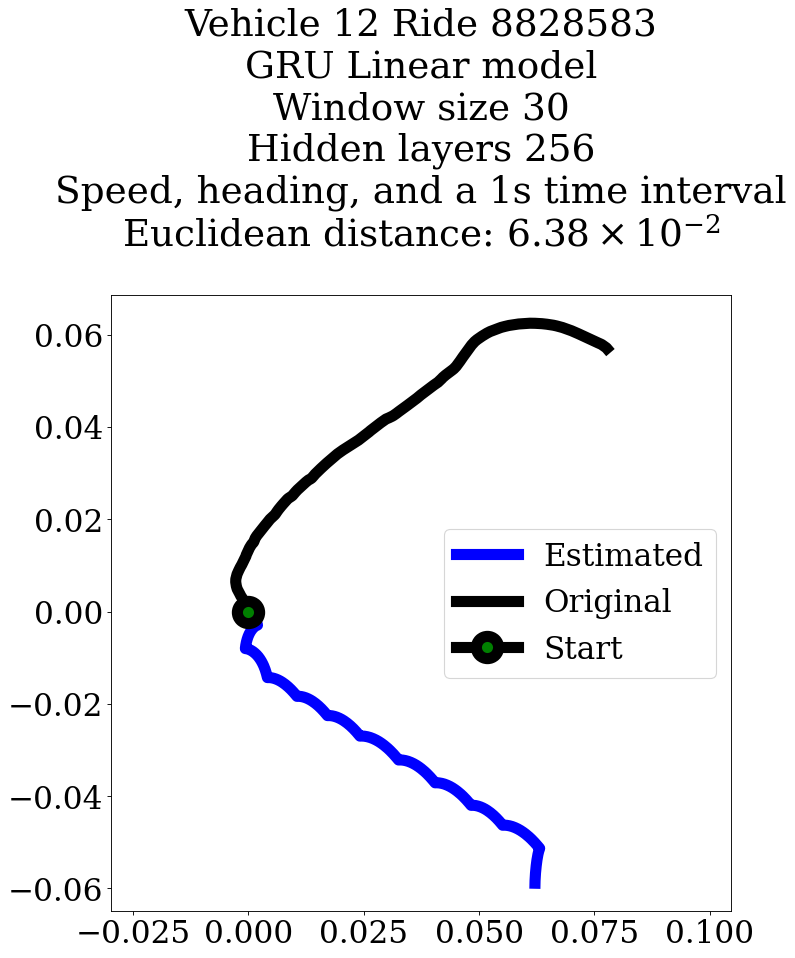 Vehicle 12 Ride 8828583
GRU Linear model
Window size 30
Hidden layers 256
Speed, heading, and a 1s time interval
Euclidean distance: 6.38 × 10⁻²
0.06
0.04
0.02
0.00
−0.02
−0.04
−0.06
Estimated
Original
Start
−0.025 0.000 0.025 0.050 0.075 0.100